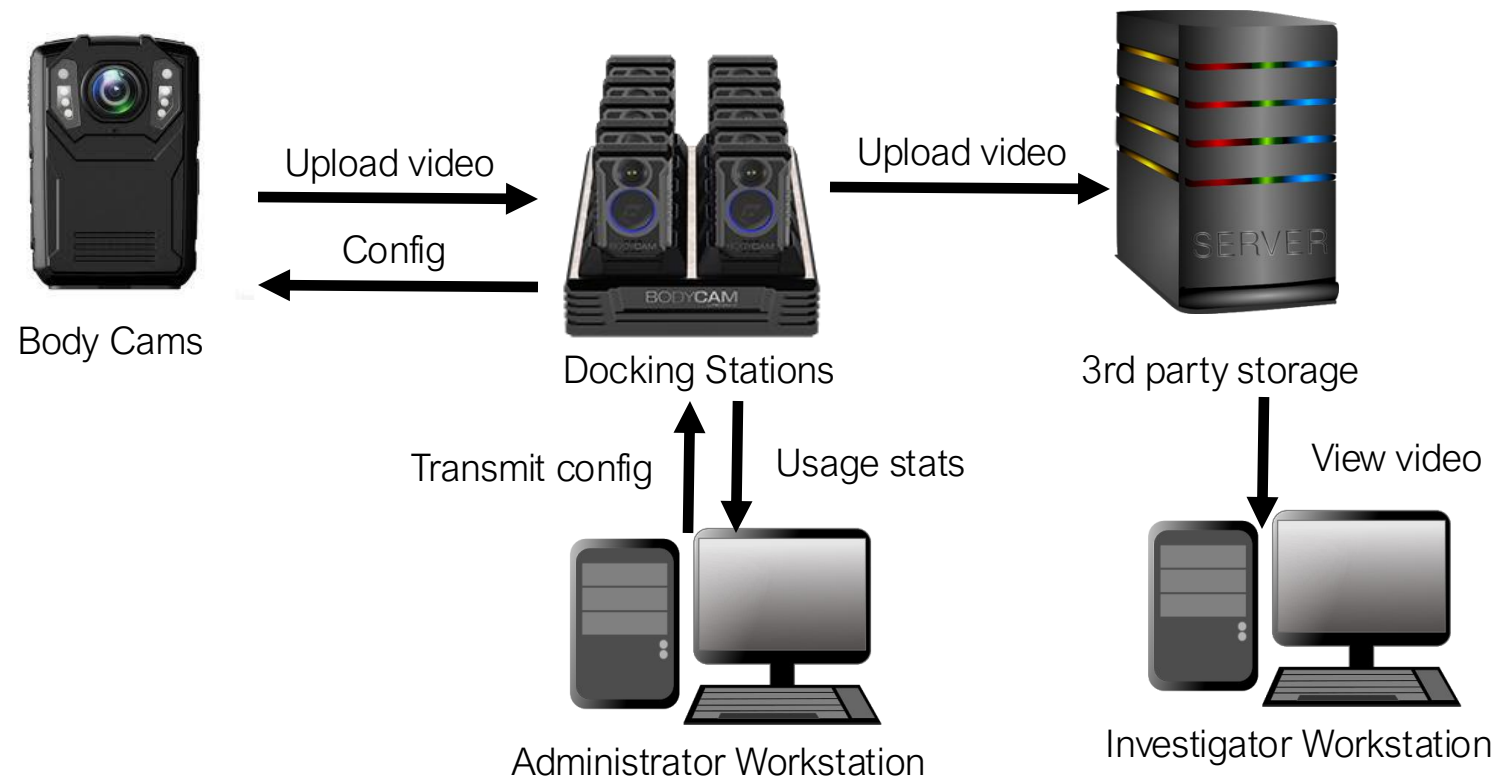 Upload video
Upload video
Config
SERVER
BODYCAM
Body Cams
Docking Stations
3rd party storage
Transmit config
Usage stats
View video
Administrator Workstation
Investigator Workstation